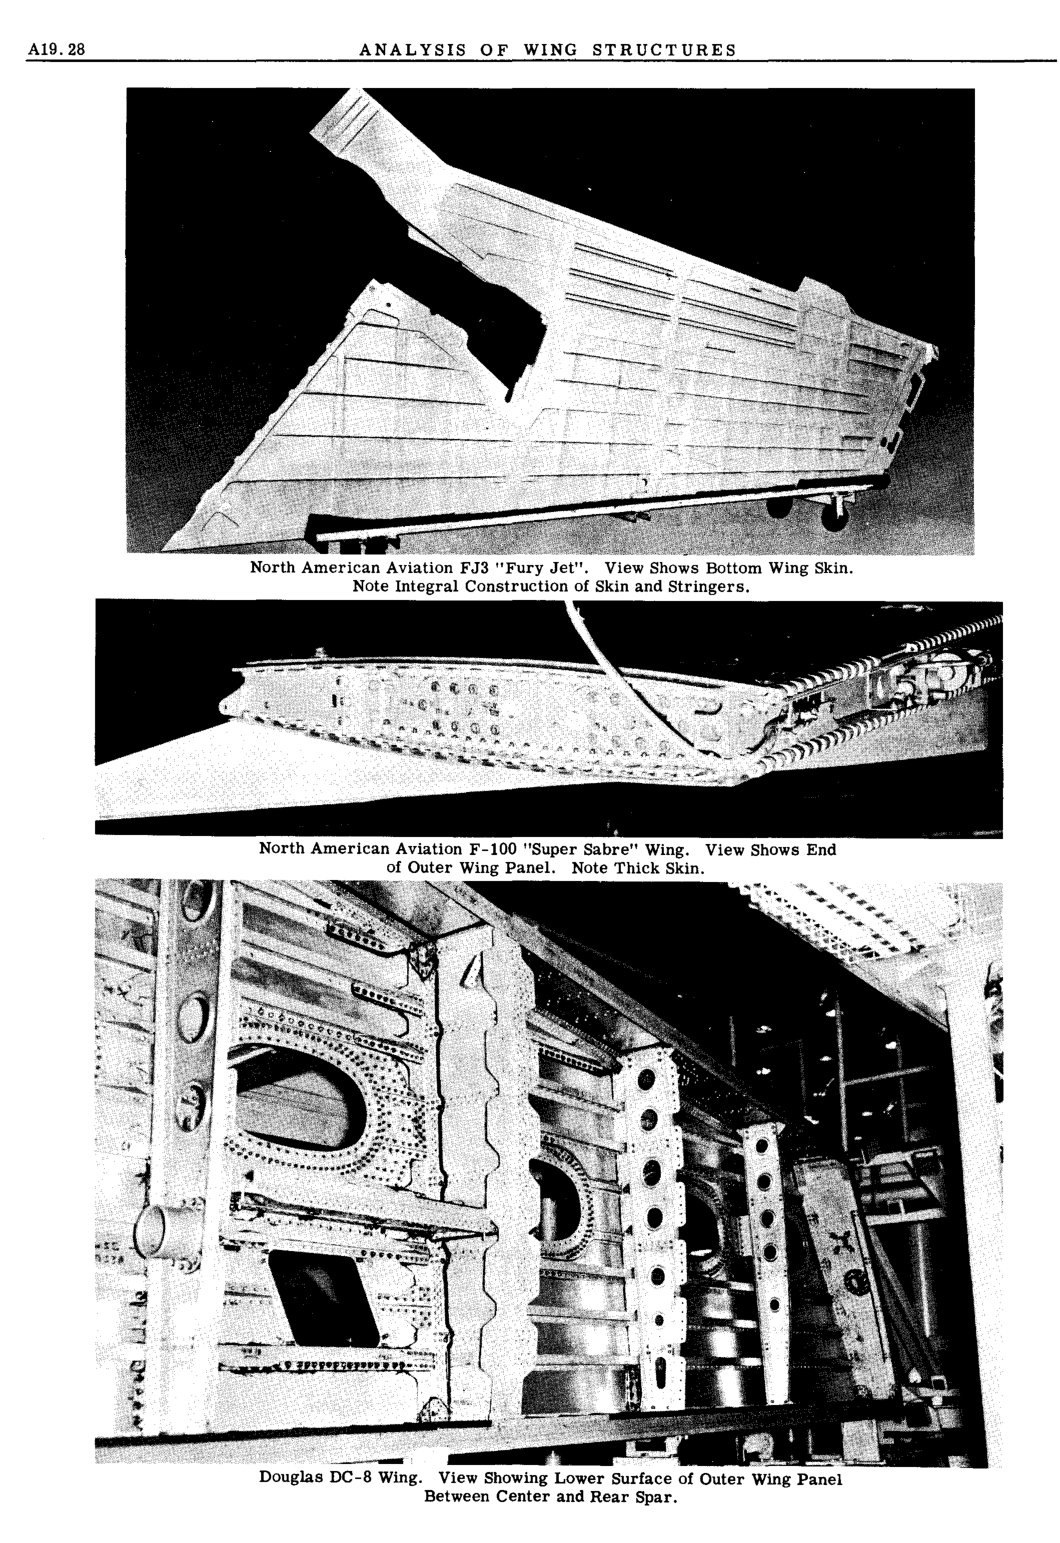 A19.28
ANALYSIS OF WING STRUCTURES
North American Aviation FJ3 "Fury Jet". View Shows Bottom Wing Skin.
Note Integral Construction of Skin and Stringers.
North American Aviation F-100 "Super Sabre" Wing. View Shows End
of Outer Wing Panel. Note Thick Skin.
Douglas DC-8 Wing. View Showing Lower Surface of Outer Wing Panel
Between Center and Rear Spar.